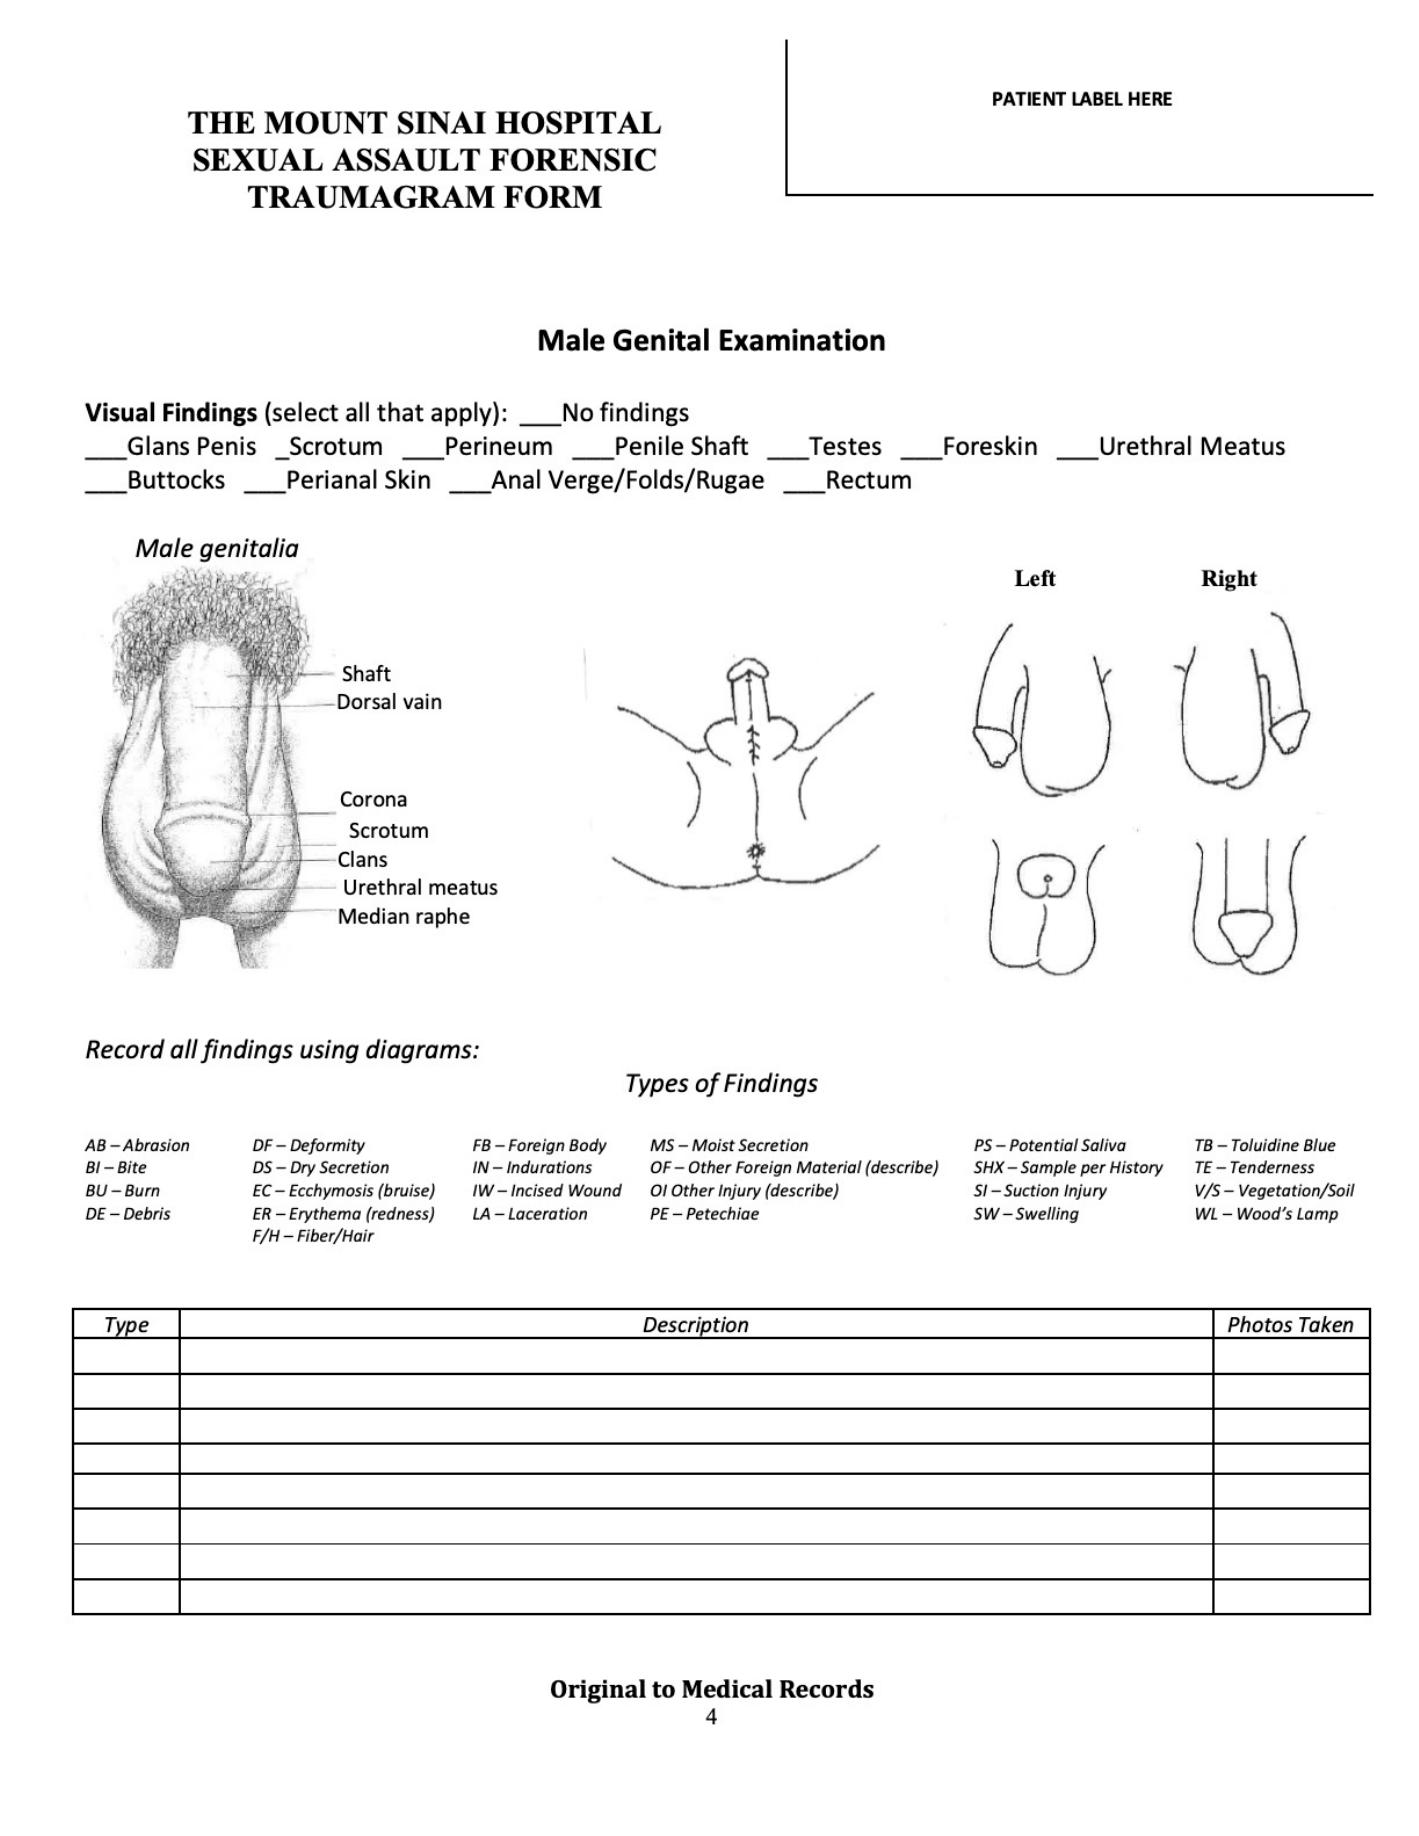 PATIENT LABEL HERE
THE MOUNT SINAI HOSPITAL
SEXUAL ASSAULT FORENSIC
TRAUMAGRAM FORM
Male Genital Examination
Visual Findings (select all that apply): ___No findings
___Glans Penis _Scrotum ___Perineum ___Penile Shaft ___Testes ___Foreskin ___Urethral Meatus
___Buttocks ___Perianal Skin ___Anal Verge/Folds/Rugae ___Rectum
Male genitalia
Left Right
Shaft
Dorsal vain
Corona
Scrotum
Clans
Urethral meatus
Median raphe
Record all findings using diagrams:
Types of Findings
AB – Abrasion DF – Deformity FB – Foreign Body MS – Moist Secretion PS – Potential Saliva TB – Toluidine Blue
BI – Bite DS – Dry Secretion IN – Indurations OF – Other Foreign Material (describe) SHX – Sample per History TE – Tenderness
BU – Burn EC – Ecchymosis (bruise) IW – Incised Wound OI Other Injury (describe) SI – Suction Injury V/S – Vegetation/Soil
DE – Debris ER – Erythema (redness) LA – Laceration PE – Petechiae SW – Swelling WL – Wood's Lamp
F/H – Fiber/Hair
Type Description Photos Taken
Original to Medical Records
4